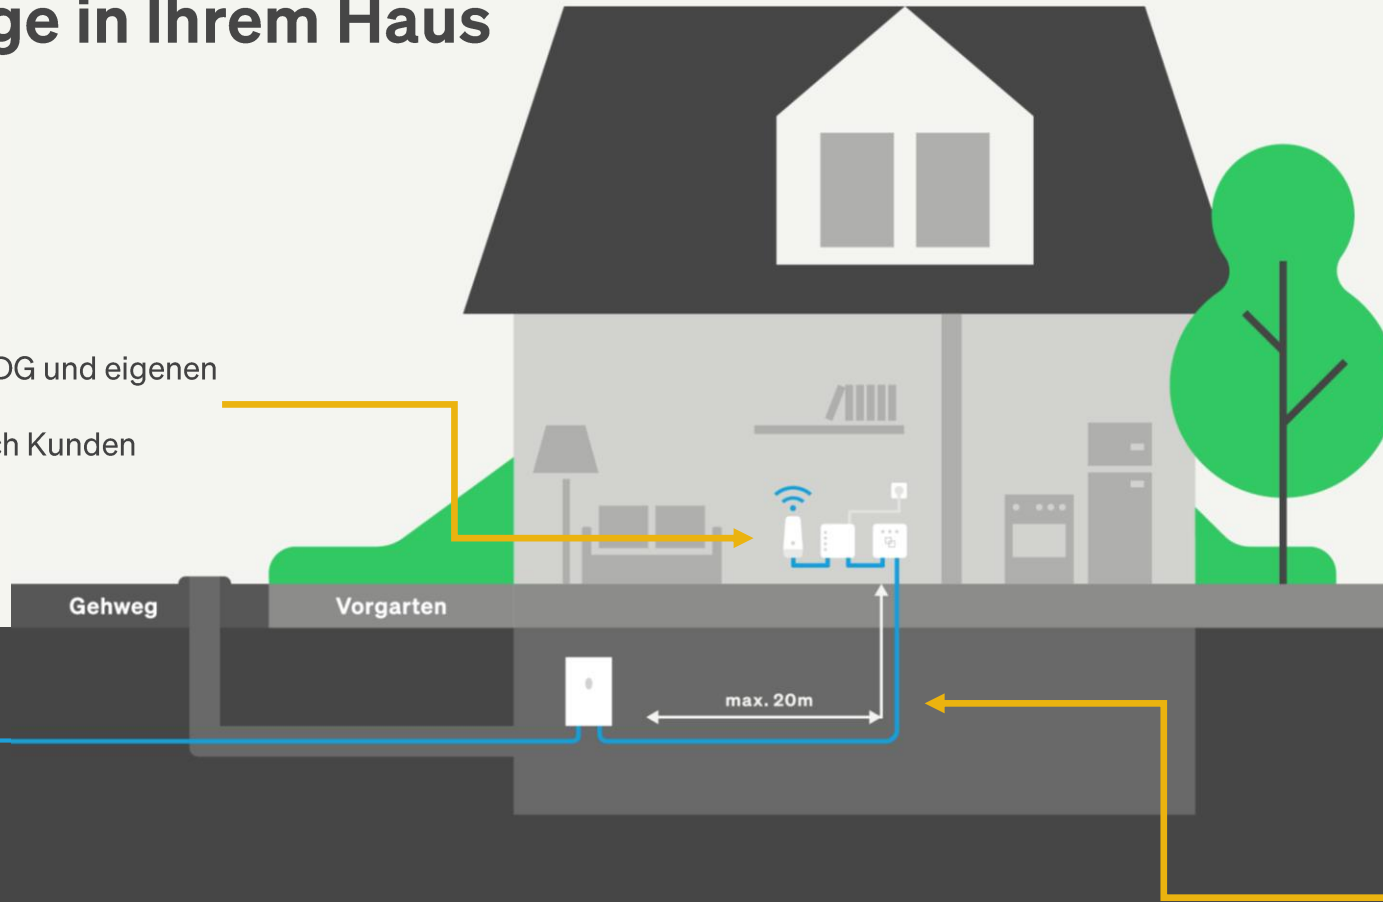 ge in Ihrem Haus
DG und eigenen
ch Kunden
Gehweg
Vorgarten
max. 20m